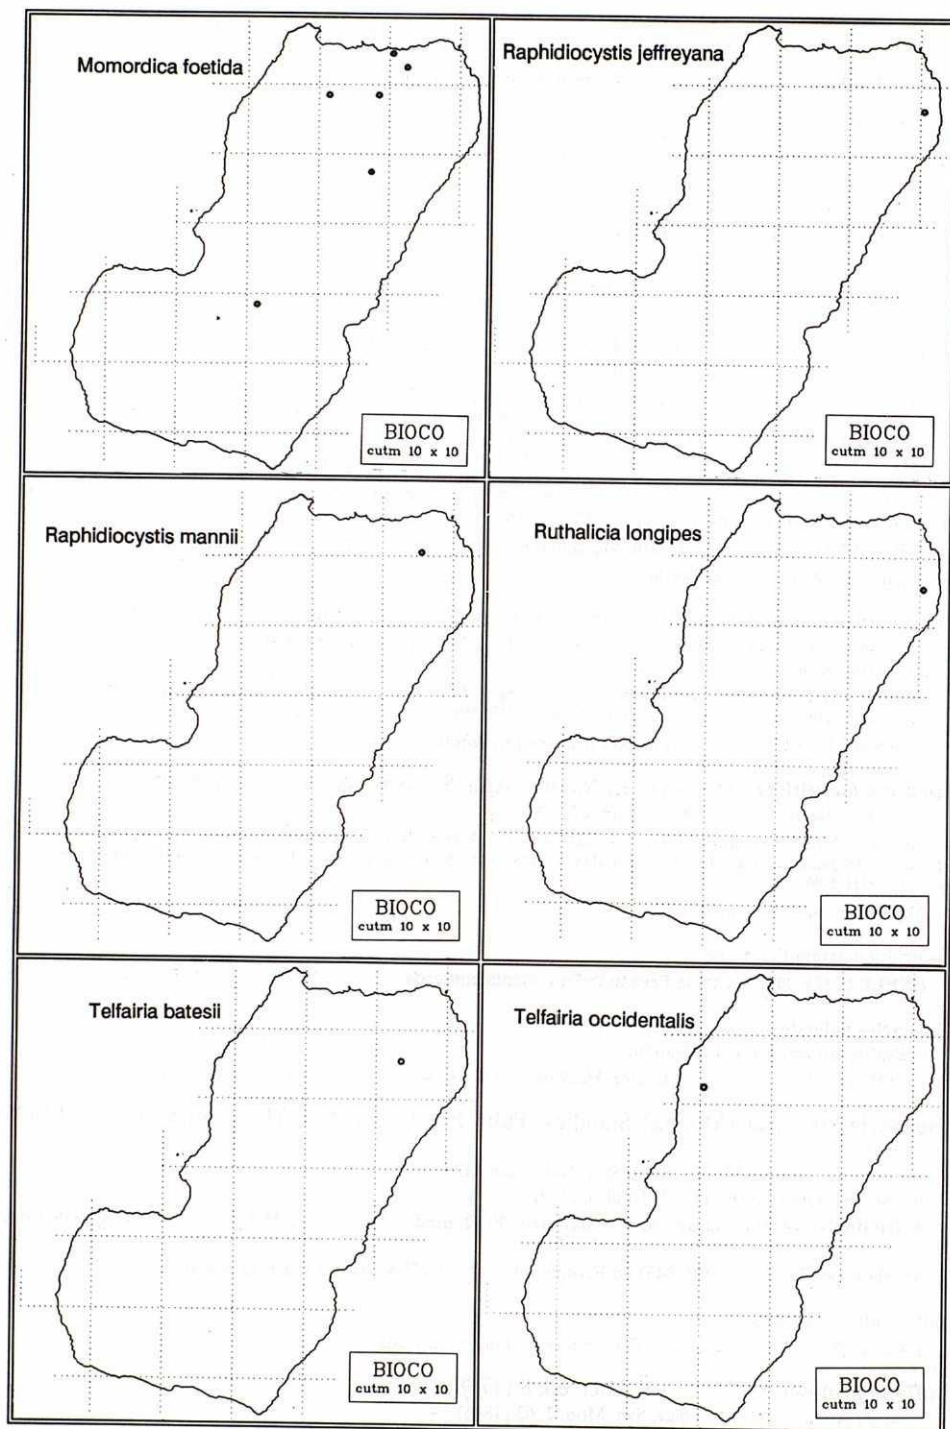 Momordica foetida
BIOCO
cutm 10 x 10
Raphidiocystis jeffreyana
BIOCO
cutm 10 x 10
Raphidiocystis mannii
BIOCO
cutm 10 x 10
Ruthalicia longipes
BIOCO
cutm 10 x 10
Telfairia batesii
BIOCO
cutm 10 x 10
Telfairia occidentalis
BIOCO
cutm 10 x 10